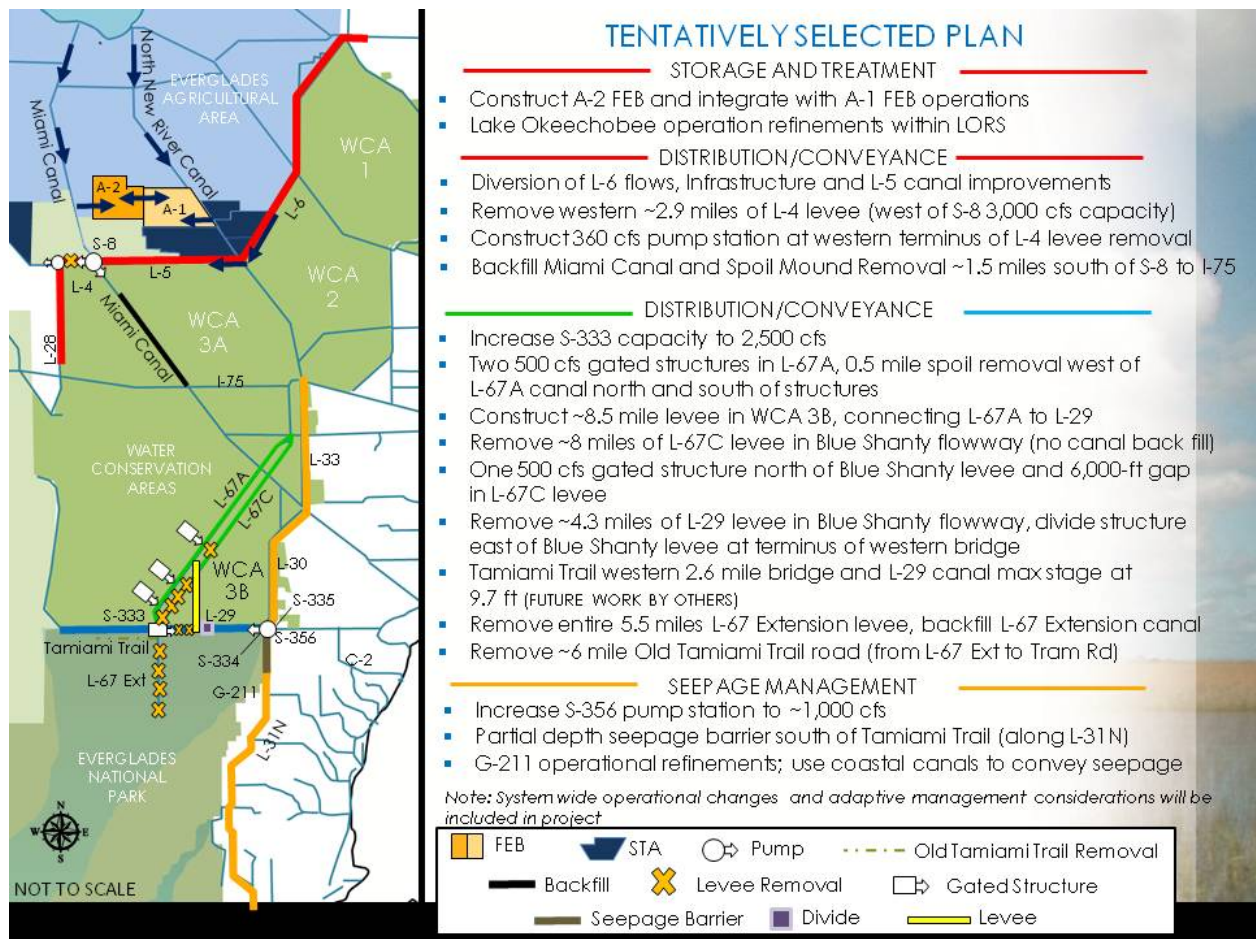 TENTATIVELY SELECTED PLAN
STORAGE AND TREATMENT
▪ Construct A-2 FEB and integrate with A-1 FEB operations
▪ Lake Okeechobee operation refinements within LORS
DISTRIBUTION/CONVEYANCE
▪ Diversion of L-6 flows, Infrastructure and L-5 canal improvements
▪ Remove western ~2.9 miles of L-4 levee (west of S-8 3,000 cfs capacity)
▪ Construct 360 cfs pump station at western terminus of L-4 levee removal
▪ Backfill Miami Canal and Spoil Mound Removal ~1.5 miles south of S-8 to I-75
DISTRIBUTION/CONVEYANCE
▪ Increase S-333 capacity to 2,500 cfs
▪ Two 500 cfs gated structures in L-67A, 0.5 mile spoil removal west of
L-67A canal north and south of structures
▪ Construct ~8.5 mile levee in WCA 3B, connecting L-67A to L-29
▪ Remove ~8 miles of L-67C levee in Blue Shanty flowway (no canal back fill)
▪ One 500 cfs gated structure north of Blue Shanty levee and 6,000-ft gap
in L-67C levee
▪ Remove ~4.3 miles of L-29 levee in Blue Shanty flowway, divide structure
east of Blue Shanty levee at terminus of western bridge
▪ Tamiami Trail western 2.6 mile bridge and L-29 canal max stage at
9.7 ft (FUTURE WORK BY OTHERS)
▪ Remove entire 5.5 miles L-67 Extension levee, backfill L-67 Extension canal
▪ Remove ~6 mile Old Tamiami Trail road (from L-67 Ext to Tram Rd)
SEEPAGE MANAGEMENT
▪ Increase S-356 pump station to ~1,000 cfs
▪ Partial depth seepage barrier south of Tamiami Trail (along L-31N)
▪ G-211 operational refinements; use coastal canals to convey seepage
Note: System wide operational changes and adaptive management considerations will be
included in project
FEB
STA
Pump
Old Tamiami Trail Removal
Backfill
Levee Removal
Gated Structure
Seepage Barrier
Divide
Levee
North New River Canal
EVERGLADES
AGRICULTURAL
AREA
Miami Canal
WCA
1
A-2
A-1
L-6
S-8
L-5
L-4
WCA
2
Miami Canal
WCA
3A
L-28
I-75
WATER
CONSERVATION
AREAS
L-33
L-67A
L-67C
L-30
WCA
3B
S-335
S-333
L-29
S-356
Tamiami Trail
S-334
C-2
L-67 Ext
G-211
L-31N
EVERGLADES
NATIONAL
PARK
N
W
E
S
NOT TO SCALE